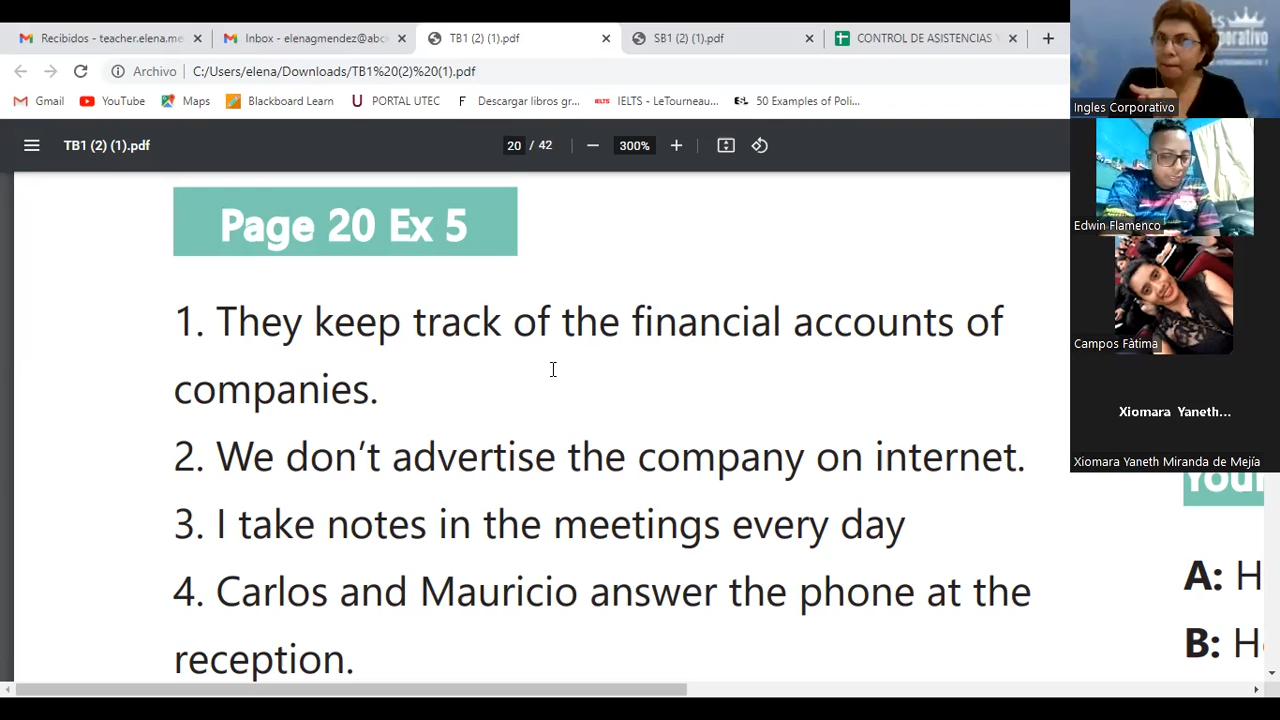 Recibidos - teacher.elena.me
Inbox - elenagmendez@abc
TB1 (2) (1).pdf
SB1 (2) (1).pdf
CONTROL DE ASISTENCIAS
Archivo
C:/Users/elena/Downloads/TB1%20(2)%20(1).pdf
Gmail
YouTube
Maps
Blackboard Learn
PORTAL UTEC
Descargar libros gr...
IELTS - LeTourneau...
50 Examples of Poli...
TB1 (2) (1).pdf
20 / 42
300%
Page 20 Ex 5
1. They keep track of the financial accounts of
companies.
2. We don’t advertise the company on internet.
3. I take notes in the meetings every day
4. Carlos and Mauricio answer the phone at the
reception.
A: H
B: H
Ingles Corporativo
Edwin Flamenco
Campos Fàtima
Xiomara Yaneth...
Xiomara Yaneth Miranda de Mejía